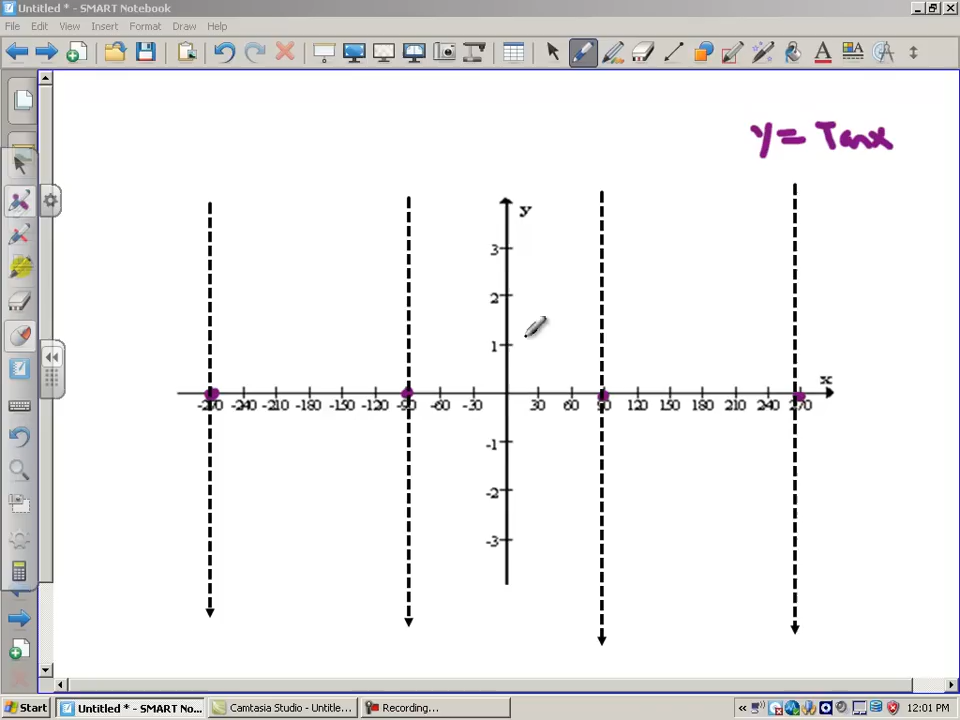 Untitled * - SMART Notebook
File Edit View Insert Format Draw Help
y = Tan x
y
3
2
1
x
-270 -240 -210 -180 -150 -120 -90 -60 -30 30 60 90 120 150 180 210 240 270
-1
-2
-3
Start Untitled * - SMART No... Camtasia Studio - Untitle... Recording... 12:01 PM